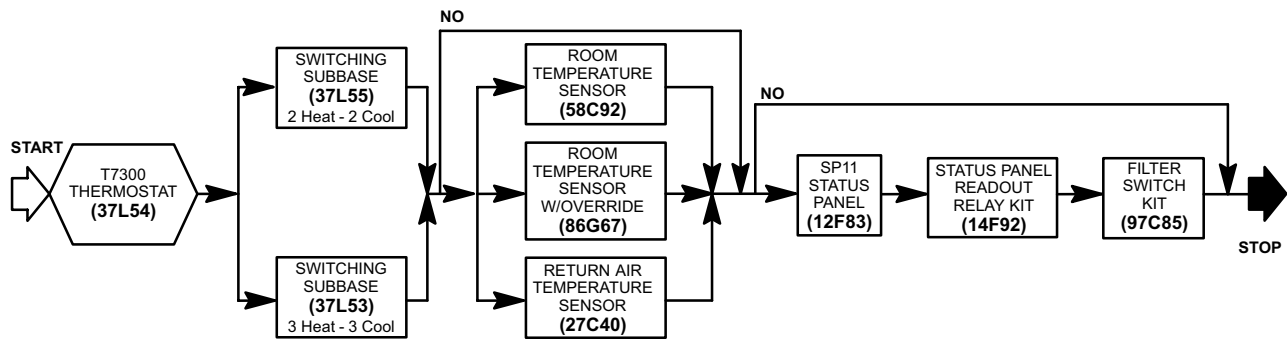 START
T7300
THERMOSTAT
(37L54)
SWITCHING
SUBBASE
(37L55)
2 Heat - 2 Cool
SWITCHING
SUBBASE
(37L53)
3 Heat - 3 Cool
NO
ROOM
TEMPERATURE
SENSOR
(58C92)
ROOM
TEMPERATURE
SENSOR
W/OVERRIDE
(86G67)
RETURN AIR
TEMPERATURE
SENSOR
(27C40)
NO
SP11
STATUS
PANEL
(12F83)
STATUS PANEL
READOUT
RELAY KIT
(14F92)
FILTER
SWITCH
KIT
(97C85)
STOP